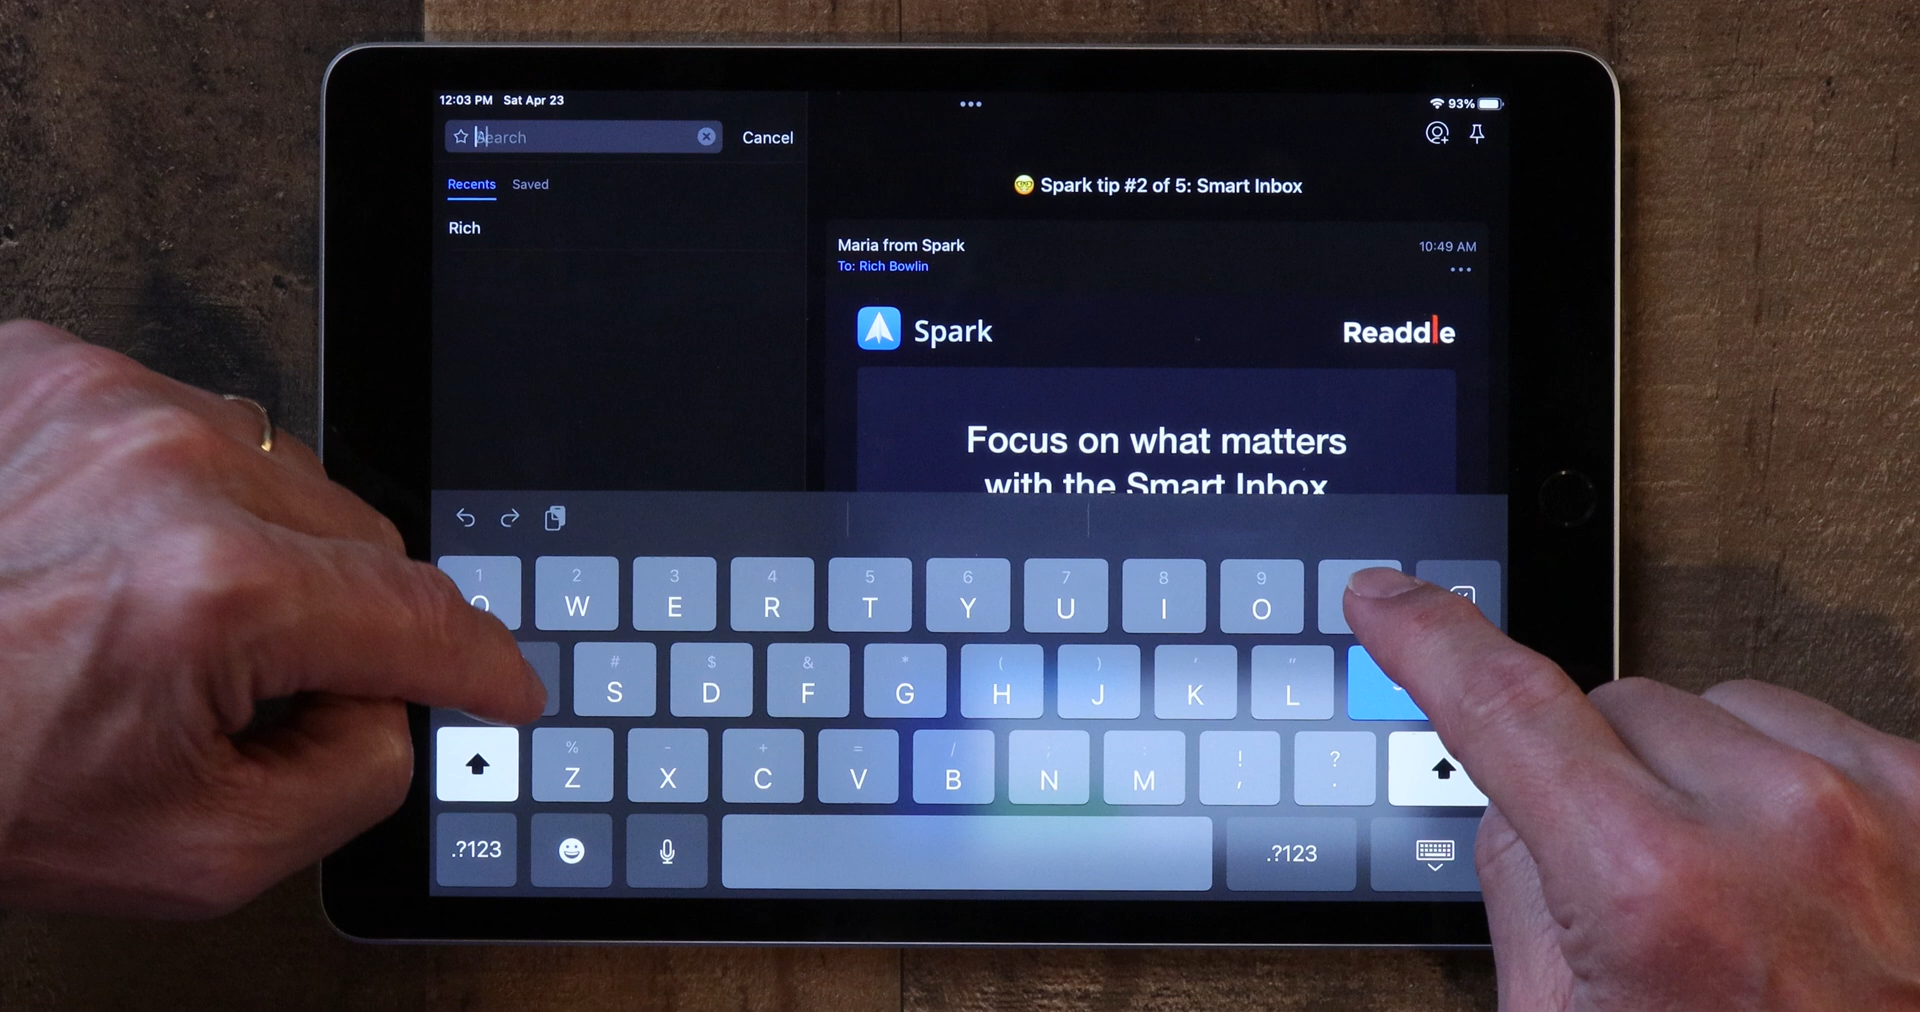 12:03 PM Sat Apr 23
93%
Search
Cancel
Recents Saved
Rich
🤓 Spark tip #2 of 5: Smart Inbox
Maria from Spark
10:49 AM
To: Rich Bowlin
Spark
Readdle
Focus on what matters
with the Smart Inbox
1 2 3 4 5 6 7 8 9
Q W E R T Y U I O
# $ & * ( ) ' "
S D F G H J K L
% - + = / ; : ! ?
Z X C V B N M , .
.?123 .?123